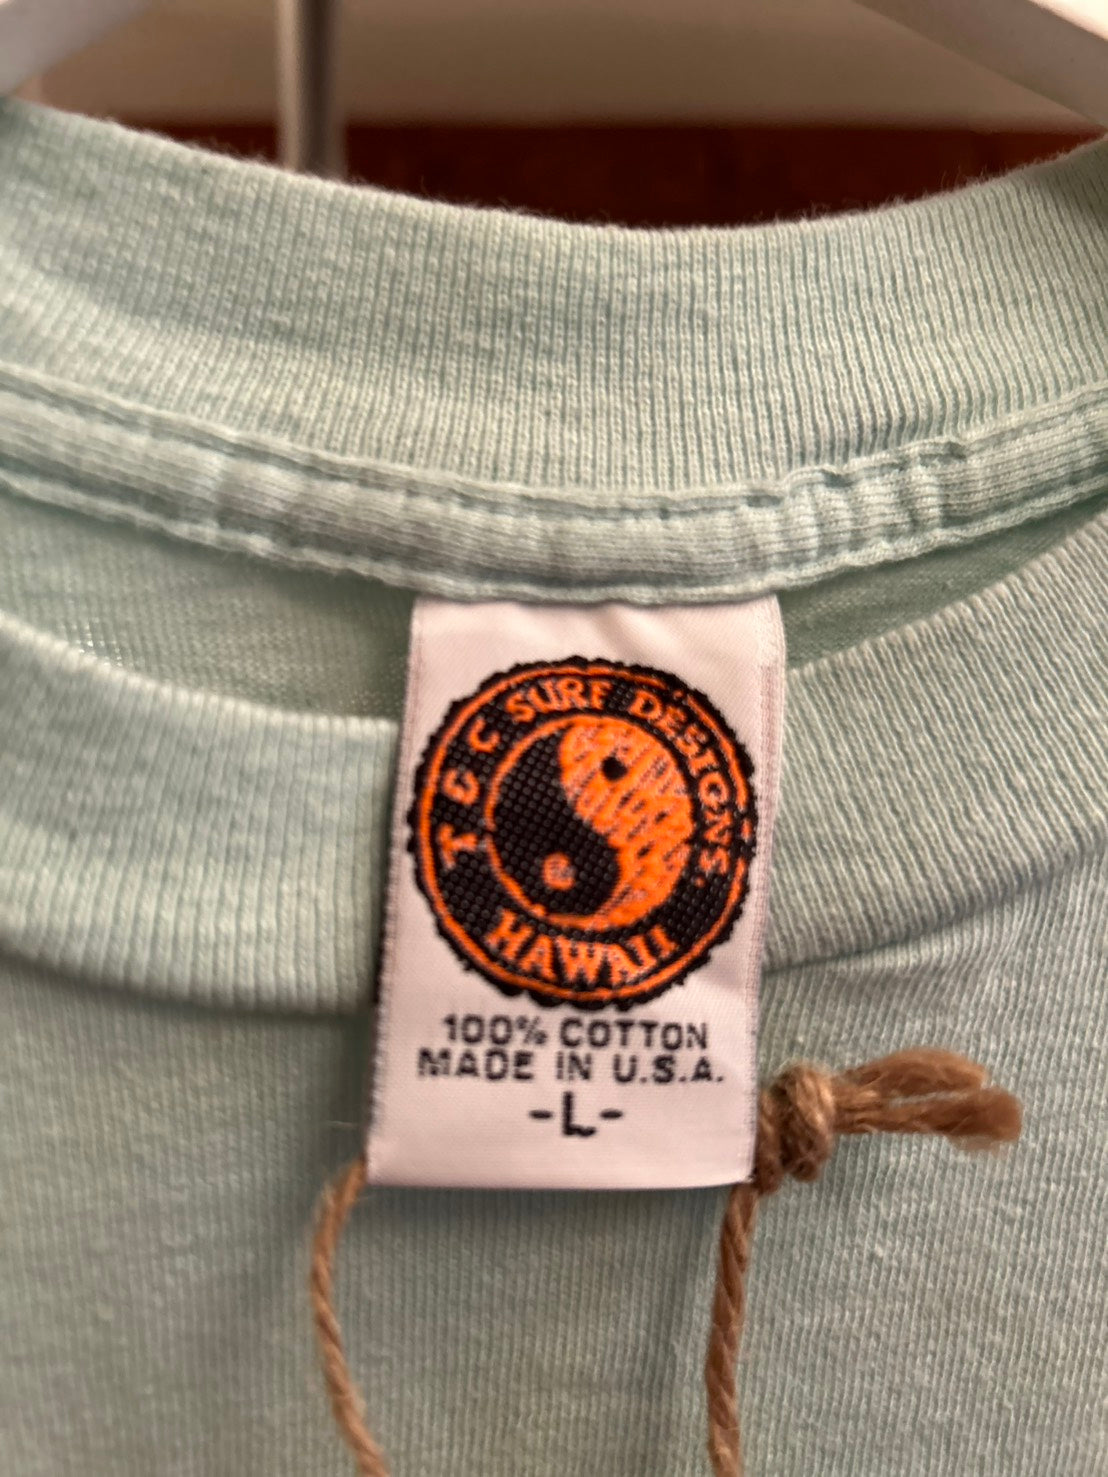 T & C SURF DESIGNS.
HAWAII
100% COTTON
MADE IN U.S.A.
-L-